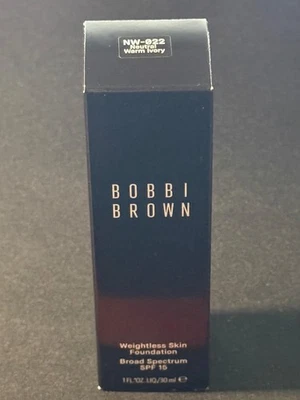 NW-022
Neutral
Warm Ivory
BOBBI
BROWN
Weightless Skin
Foundation
Broad Spectrum
SPF 15
1 FL.OZ. LIQ./30 ml ℮